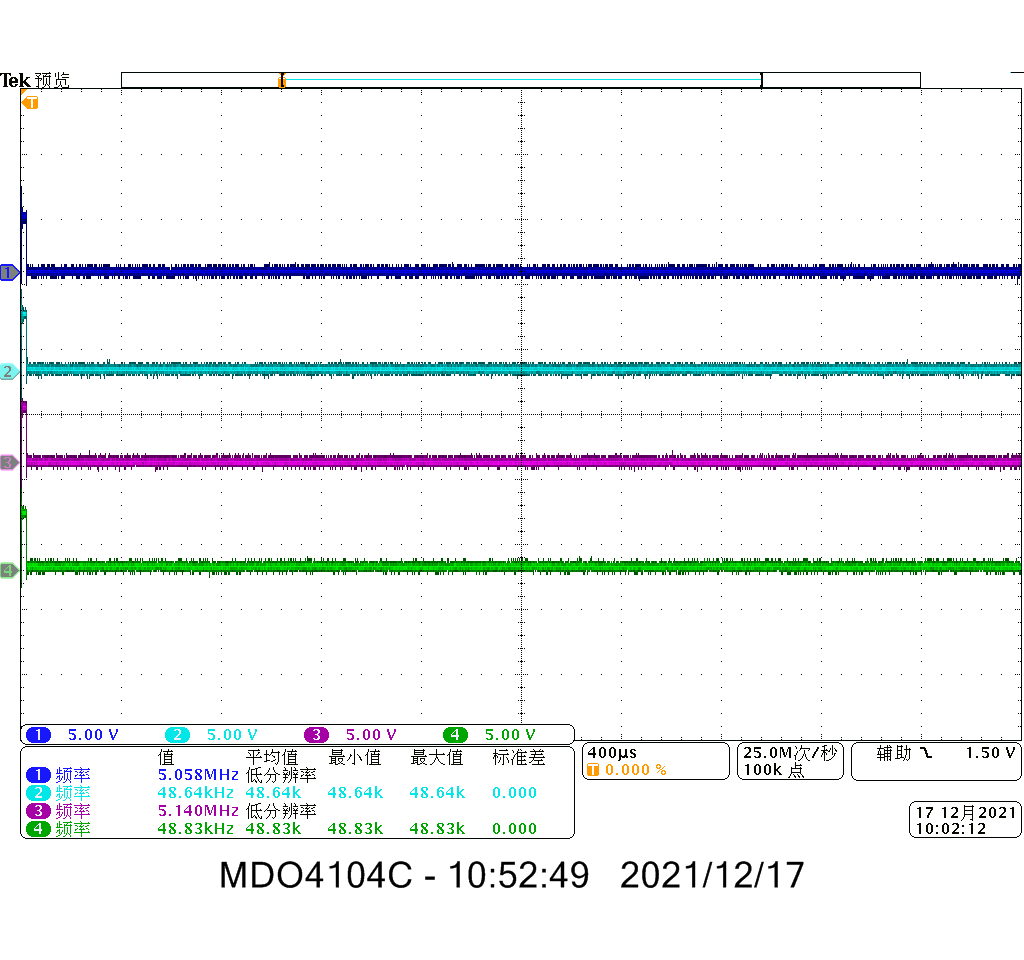 Tek 预览
T
1
2
3
4
1 5.00 V 2 5.00 V 3 5.00 V 4 5.00 V
值 平均值 最小值 最大值 标准差
1 频率 5.058MHz 低分辨率
2 频率 48.64kHz 48.64k 48.64k 48.64k 0.000
3 频率 5.140MHz 低分辨率
4 频率 48.83kHz 48.83k 48.83k 48.83k 0.000
400µs
T 0.000 %
25.0M次/秒
100k 点
辅助 1.50 V
17 12月2021
10:02:12
MDO4104C - 10:52:49 2021/12/17